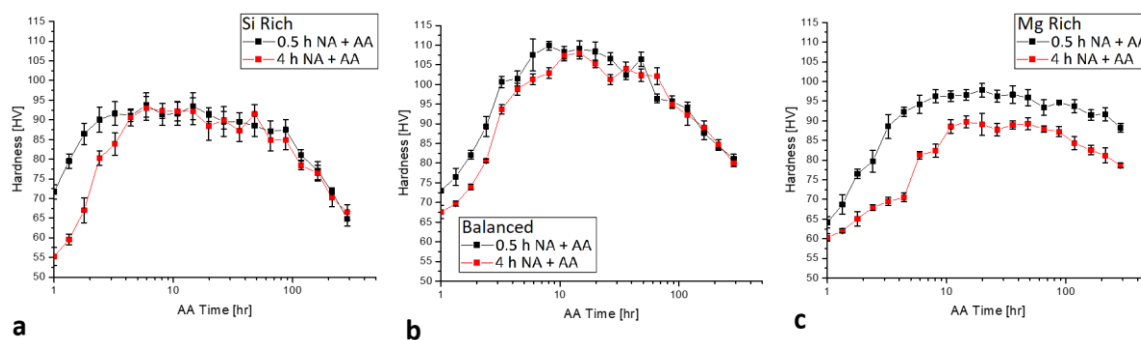 Si Rich
0.5 h NA + AA
4 h NA + AA
Hardness [HV]
115
110
105
100
95
90
85
80
75
70
65
60
55
50
1
10
100
AA Time [hr]
a
Balanced
0.5 h NA + AA
4 h NA + AA
Hardness [HV]
115
110
105
100
95
90
85
80
75
70
65
60
55
50
1
10
100
AA Time [hr]
b
Mg Rich
0.5 h NA + AA
4 h NA + AA
Hardness [HV]
115
110
105
100
95
90
85
80
75
70
65
60
55
50
1
10
100
AA Time [hr]
c